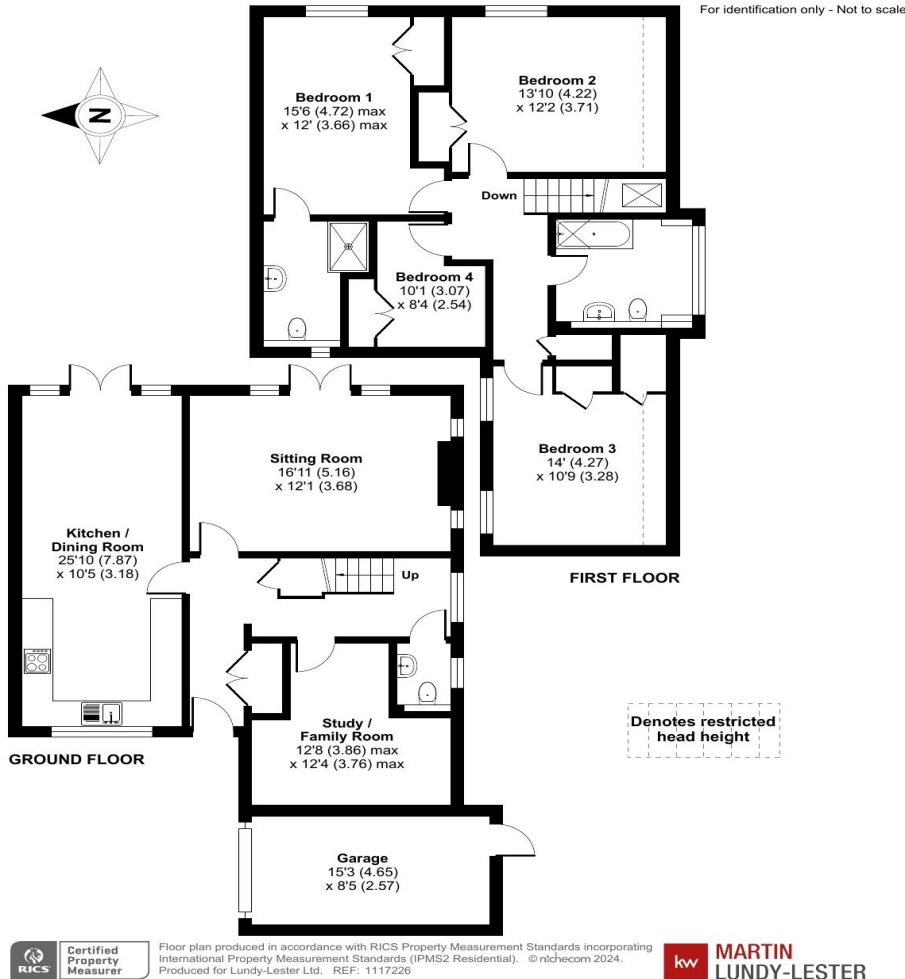 For identification only - Not to scale
N
Bedroom 1
15'6 (4.72) max
x 12' (3.66) max
Bedroom 2
13'10 (4.22)
x 12'2 (3.71)
Down
Bedroom 4
10'1 (3.07)
x 8'4 (2.54)
Bedroom 3
14' (4.27)
x 10'9 (3.28)
FIRST FLOOR
Sitting Room
16'11 (5.16)
x 12'1 (3.68)
Kitchen /
Dining Room
25'10 (7.87)
x 10'5 (3.18)
Up
Study /
Family Room
12'8 (3.86) max
x 12'4 (3.76) max
GROUND FLOOR
Denotes restricted
head height
Garage
15'3 (4.65)
x 8'5 (2.57)
RICS
Certified
Property
Measurer
Floor plan produced in accordance with RICS Property Measurement Standards incorporating
International Property Measurement Standards (IPMS2 Residential). © nichecom 2024.
Produced for Lundy-Lester Ltd. REF: 1117226
kw
MARTIN
LUNDY-LESTER